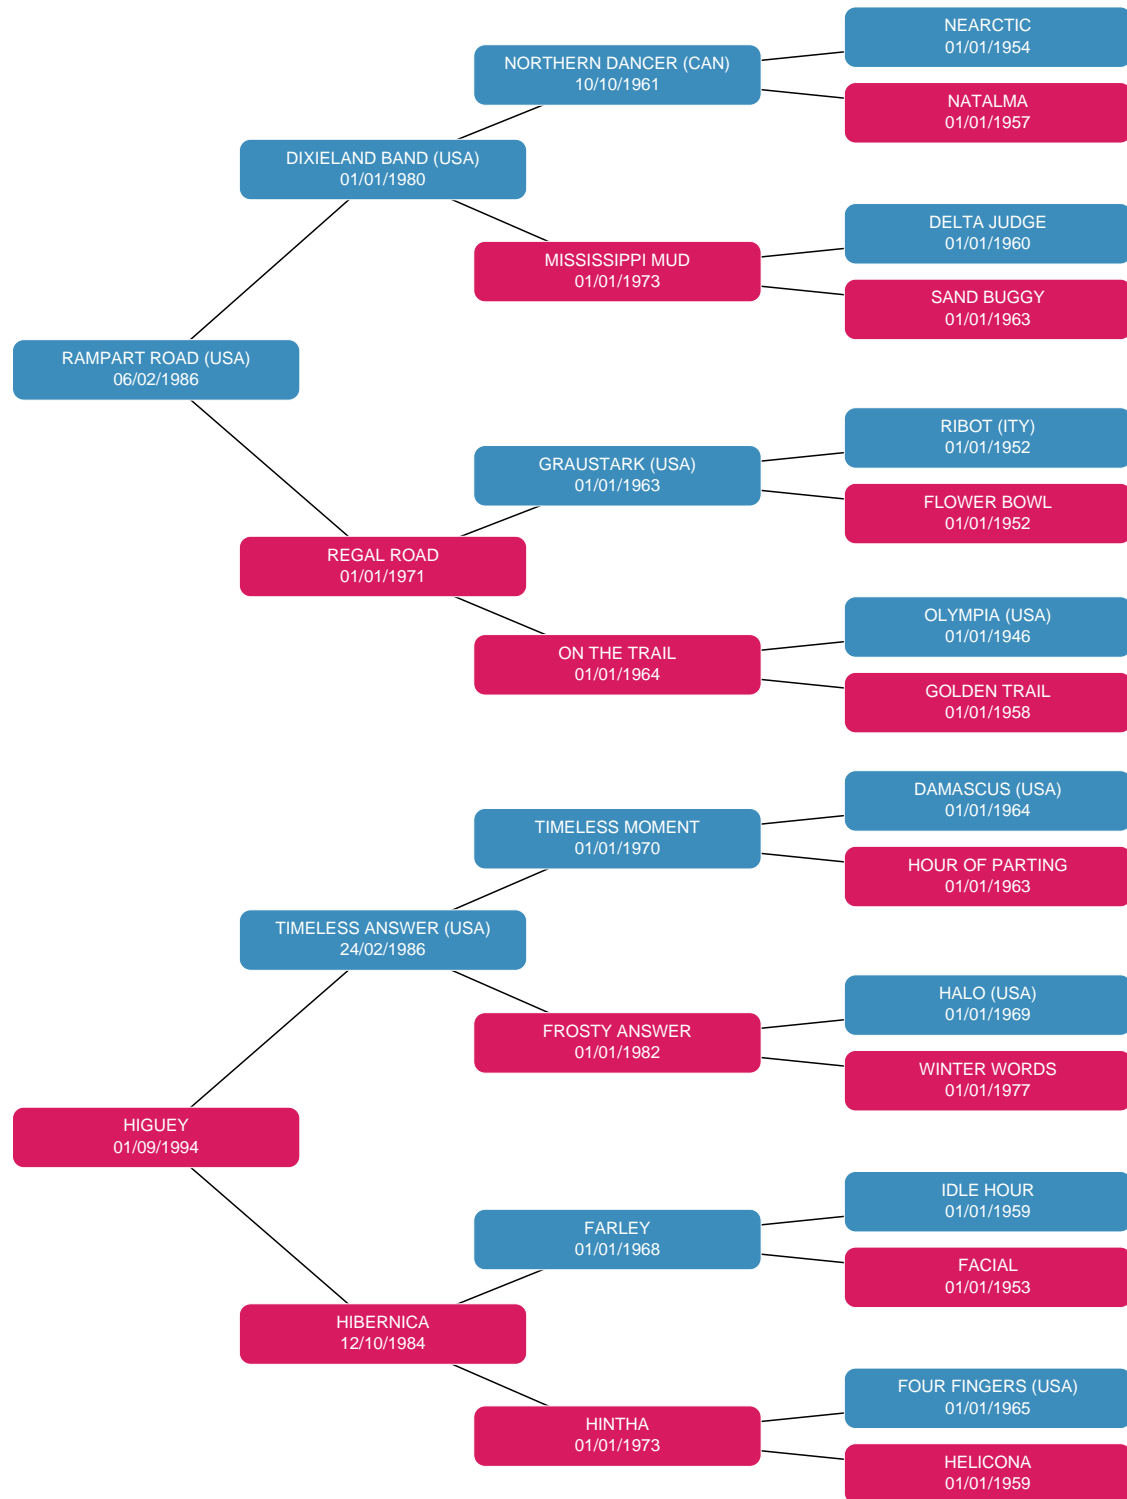 NEARCTIC
01/01/1954
NORTHERN DANCER (CAN)
10/10/1961
NATALMA
01/01/1957
DIXIELAND BAND (USA)
01/01/1980
DELTA JUDGE
01/01/1960
MISSISSIPPI MUD
01/01/1973
SAND BUGGY
01/01/1963
RAMPART ROAD (USA)
06/02/1986
RIBOT (ITY)
01/01/1952
GRAUSTARK (USA)
01/01/1963
FLOWER BOWL
01/01/1952
REGAL ROAD
01/01/1971
OLYMPIA (USA)
01/01/1946
ON THE TRAIL
01/01/1964
GOLDEN TRAIL
01/01/1958
DAMASCUS (USA)
01/01/1964
TIMELESS MOMENT
01/01/1970
HOUR OF PARTING
01/01/1963
TIMELESS ANSWER (USA)
24/02/1986
HALO (USA)
01/01/1969
FROSTY ANSWER
01/01/1982
WINTER WORDS
01/01/1977
HIGUEY
01/09/1994
IDLE HOUR
01/01/1959
FARLEY
01/01/1968
FACIAL
01/01/1953
HIBERNICA
12/10/1984
FOUR FINGERS (USA)
01/01/1965
HINTHA
01/01/1973
HELICONA
01/01/1959